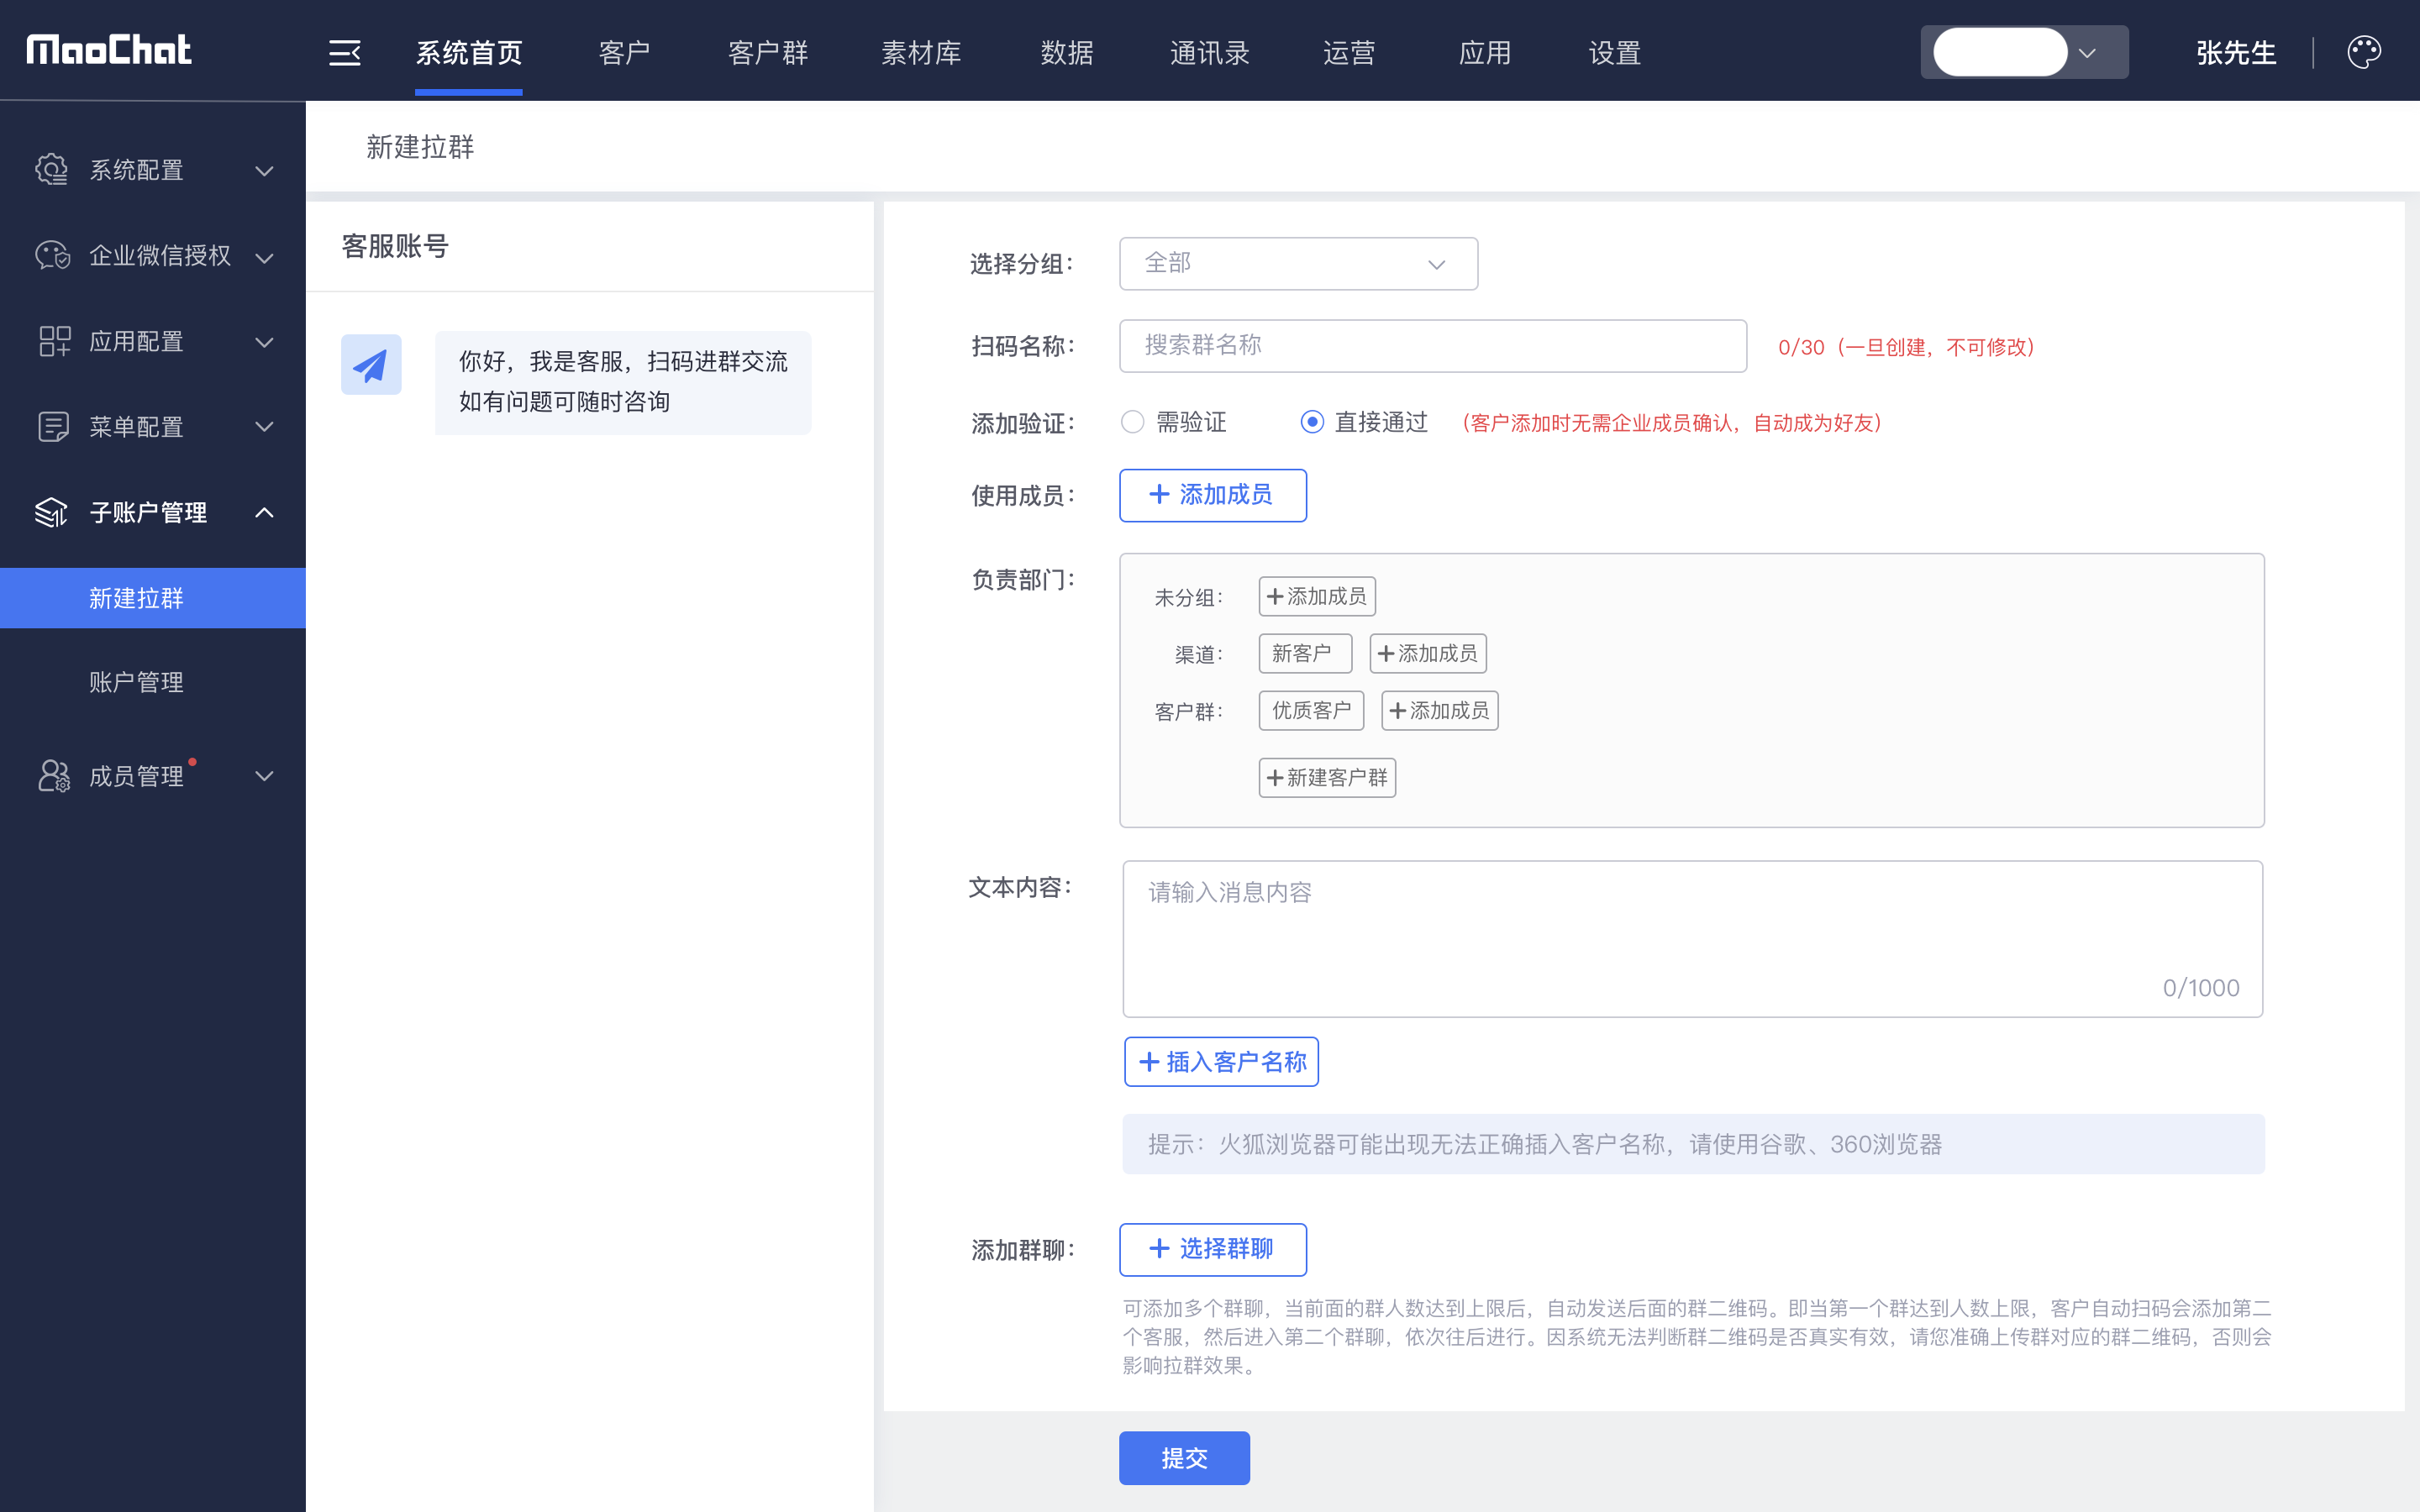 MaoChat
系统首页 客户 客户群 素材库 数据 通讯录 运营 应用 设置
张先生
系统配置
企业微信授权
应用配置
菜单配置
子账户管理
新建拉群
账户管理
成员管理
新建拉群
客服账号
你好，我是客服，扫码进群交流
如有问题可随时咨询
选择分组： 全部
扫码名称： 搜索群名称 0/30（一旦创建，不可修改）
添加验证： 需验证 直接通过 （客户添加时无需企业成员确认，自动成为好友）
使用成员： 添加成员
负责部门：
未分组： 添加成员
渠道： 新客户 添加成员
客户群： 优质客户 添加成员
新建客户群
文本内容： 请输入消息内容
0/1000
插入客户名称
提示：火狐浏览器可能出现无法正确插入客户名称，请使用谷歌、360浏览器
添加群聊： 选择群聊
可添加多个群聊，当前面的群人数达到上限后，自动发送后面的群二维码。即当第一个群达到人数上限，客户自动扫码会添加第二
个客服，然后进入第二个群聊，依次往后进行。因系统无法判断群二维码是否真实有效，请您准确上传群对应的群二维码，否则会
影响拉群效果。
提交